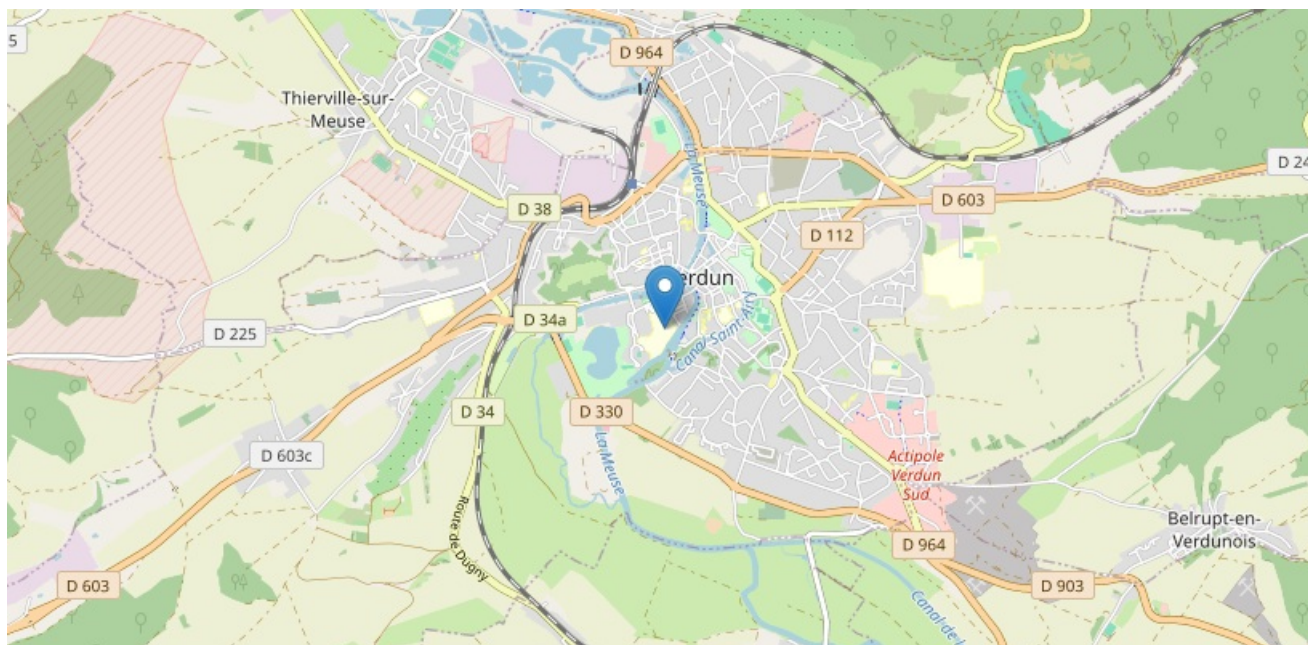 5
D 964
Thierville-sur-
Meuse
La Meuse
D 24
D 603
D 38
D 112
erdun
D 34a
D 225
Canal Saint-Airy
D 34
D 330
D 603c
La Meuse
Actipole
Verdun
Sud
Route de Dugny
Belrupt-en-
Verdunois
D 964
D 603
D 903
Canal de l